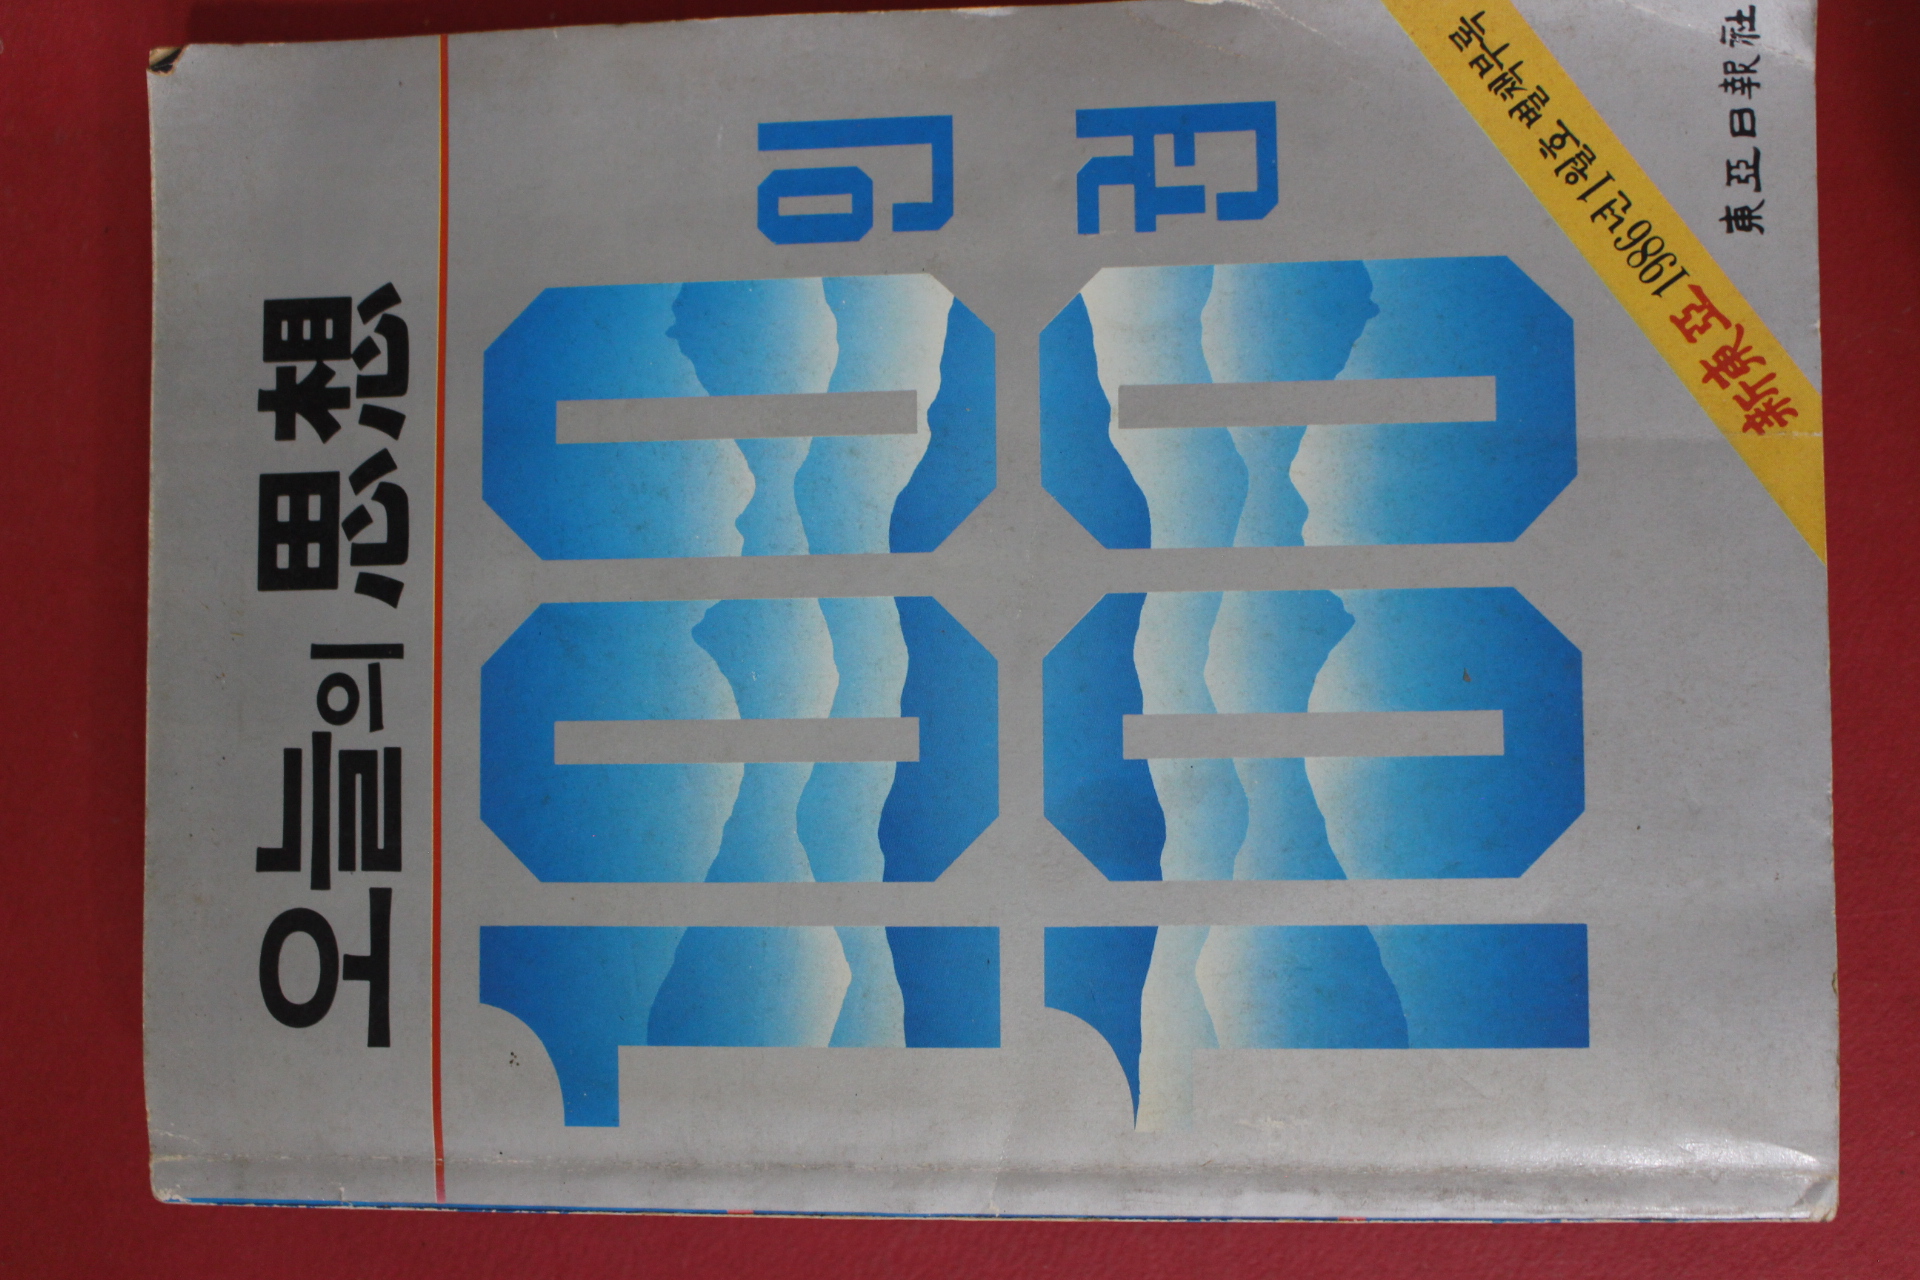 오늘의 思想
100인
100권
新東亞 1986년 1월호 별책부록
東亞日報社